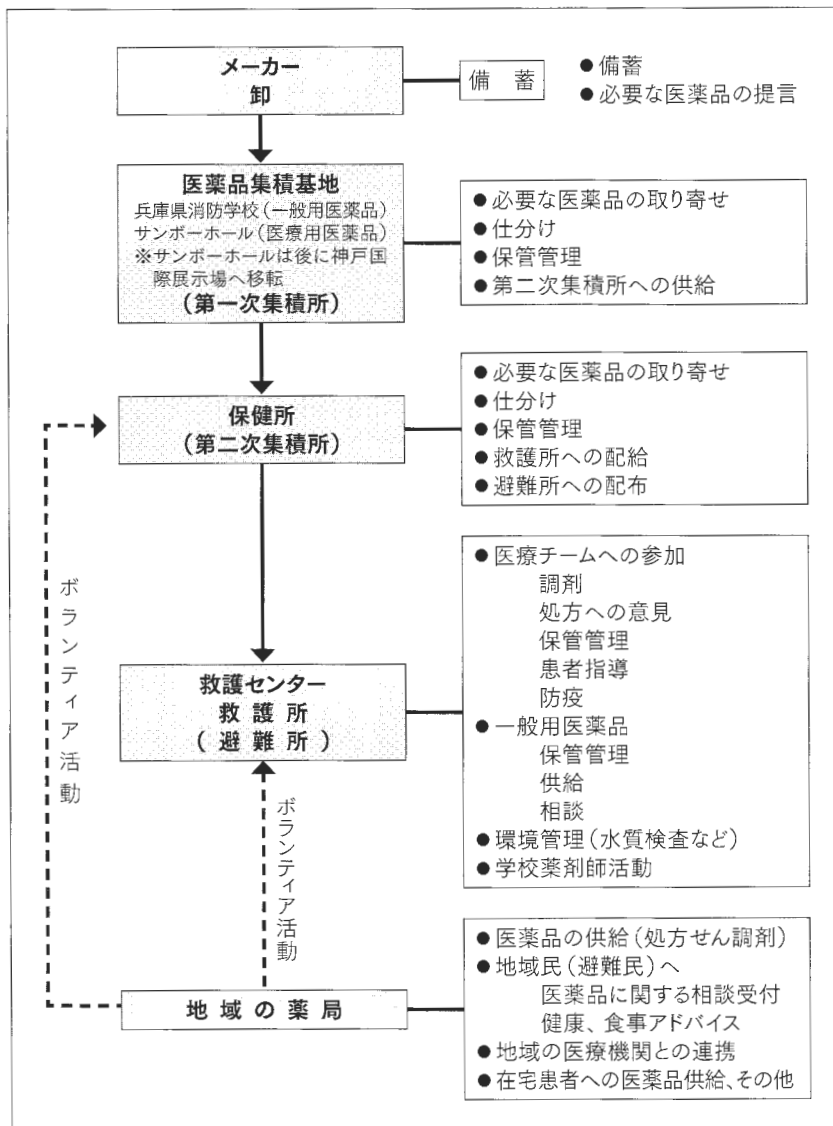 メーカー
卸
備　蓄
●備蓄
●必要な医薬品の提言
医薬品集積基地
兵庫県消防学校（一般用医薬品）
サンボーホール（医療用医薬品）
※サンボーホールは後に神戸国
際展示場へ移転
（第一次集積所）
●必要な医薬品の取り寄せ
●仕分け
●保管管理
●第二次集積所への供給
保健所
（第二次集積所）
●必要な医薬品の取り寄せ
●仕分け
●保管管理
●救護所への配給
●避難所への配布
救護センター
救　護　所
（　避　難　所　）
●医療チームへの参加
調剤
処方への意見
保管管理
患者指導
防疫
●一般用医薬品
保管管理
供給
相談
●環境管理（水質検査など）
●学校薬剤師活動
ボランティア活動
ボランティア活動
地　域　の　薬　局
●医薬品の供給（処方せん調剤）
●地域民（避難民）へ
医薬品に関する相談受付
健康、食事アドバイス
●地域の医療機関との連携
●在宅患者への医薬品供給、その他